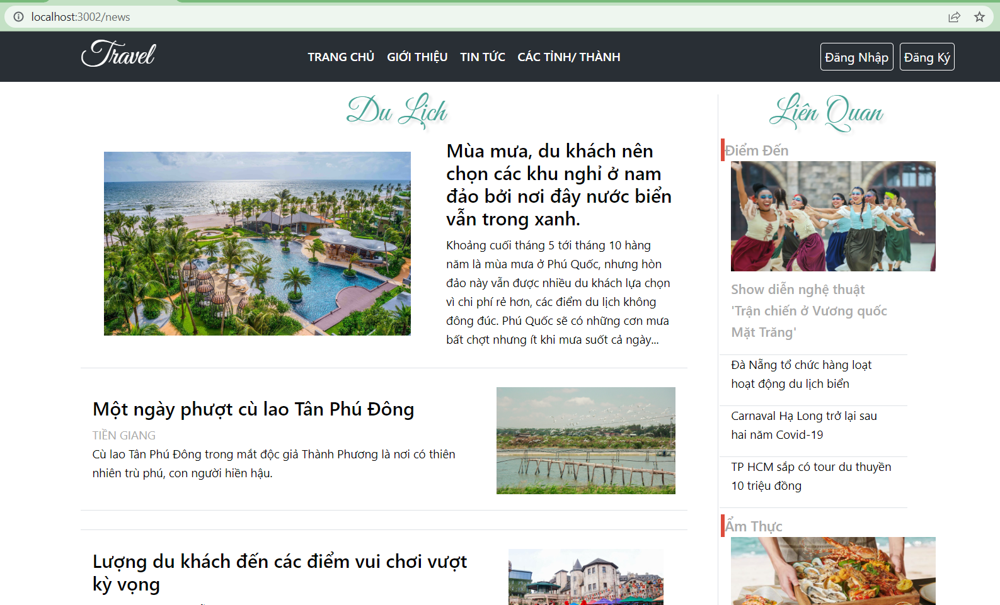 localhost:3002/news
Travel
TRANG CHỦ GIỚI THIỆU TIN TỨC CÁC TỈNH/ THÀNH
Đăng Nhập Đăng Ký
Du Lịch
Mùa mưa, du khách nên
chọn các khu nghỉ ở nam
đảo bởi nơi đây nước biển
vẫn trong xanh.
Khoảng cuối tháng 5 tới tháng 10 hàng
năm là mùa mưa ở Phú Quốc, nhưng hòn
đảo này vẫn được nhiều du khách lựa chọn
vì chi phí rẻ hơn, các điểm du lịch không
đông đúc. Phú Quốc sẽ có những cơn mưa
bất chợt nhưng ít khi mưa suốt cả ngày...
Một ngày phượt cù lao Tân Phú Đông
TIỀN GIANG
Cù lao Tân Phú Đông trong mắt độc giả Thành Phương là nơi có thiên
nhiên trù phú, con người hiền hậu.
Lượng du khách đến các điểm vui chơi vượt
kỳ vọng
Liên Quan
Điểm Đến
Show diễn nghệ thuật
'Trận chiến ở Vương quốc
Mặt Trăng'
Đà Nẵng tổ chức hàng loạt
hoạt động du lịch biển
Carnaval Hạ Long trở lại sau
hai năm Covid-19
TP HCM sắp có tour du thuyền
10 triệu đồng
Ẩm Thực